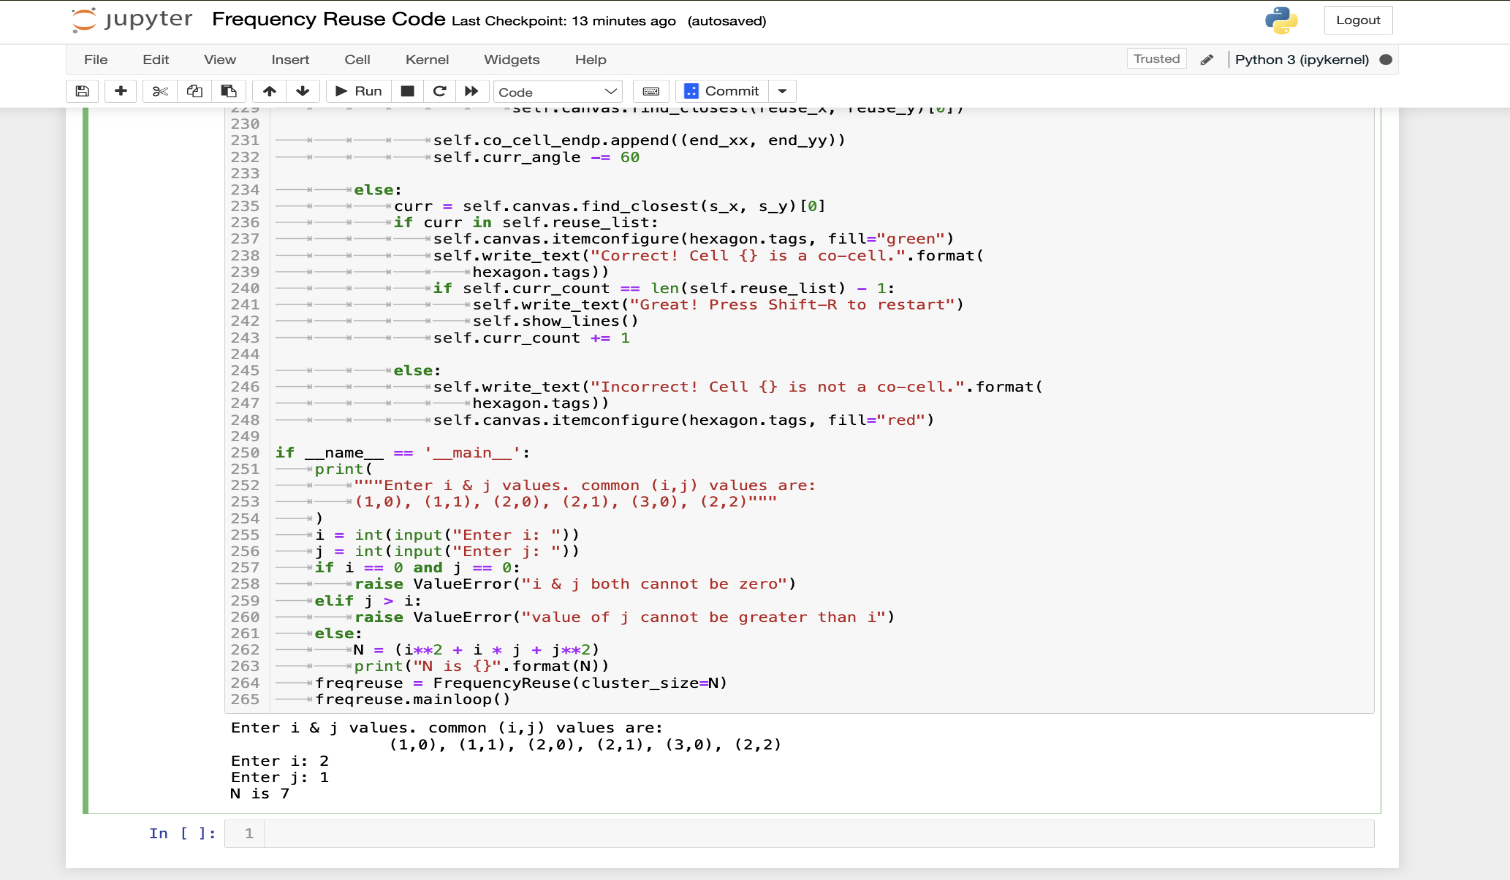 jupyter Frequency Reuse Code Last Checkpoint: 13 minutes ago (autosaved) Logout
File Edit View Insert Cell Kernel Widgets Help Trusted Python 3 (ipykernel)
Run Code Commit
229 self.canvas.find_closest(reuse_x, reuse_y)[0])
230
231 self.co_cell_endp.append((end_xx, end_yy))
232 self.curr_angle -= 60
233
234 else:
235 curr = self.canvas.find_closest(s_x, s_y)[0]
236 if curr in self.reuse_list:
237 self.canvas.itemconfigure(hexagon.tags, fill="green")
238 self.write_text("Correct! Cell {} is a co-cell.".format(
239 hexagon.tags))
240 if self.curr_count == len(self.reuse_list) - 1:
241 self.write_text("Great! Press Shift-R to restart")
242 self.show_lines()
243 self.curr_count += 1
244
245 else:
246 self.write_text("Incorrect! Cell {} is not a co-cell.".format(
247 hexagon.tags))
248 self.canvas.itemconfigure(hexagon.tags, fill="red")
249
250 if __name__ == '__main__':
251 print(
252 """Enter i & j values. common (i,j) values are:
253 (1,0), (1,1), (2,0), (2,1), (3,0), (2,2)"""
254 )
255 i = int(input("Enter i: "))
256 j = int(input("Enter j: "))
257 if i == 0 and j == 0:
258 raise ValueError("i & j both cannot be zero")
259 elif j > i:
260 raise ValueError("value of j cannot be greater than i")
261 else:
262 N = (i**2 + i * j + j**2)
263 print("N is {}".format(N))
264 freqreuse = FrequencyReuse(cluster_size=N)
265 freqreuse.mainloop()
Enter i & j values. common (i,j) values are:
(1,0), (1,1), (2,0), (2,1), (3,0), (2,2)
Enter i: 2
Enter j: 1
N is 7
In [ ]: 1